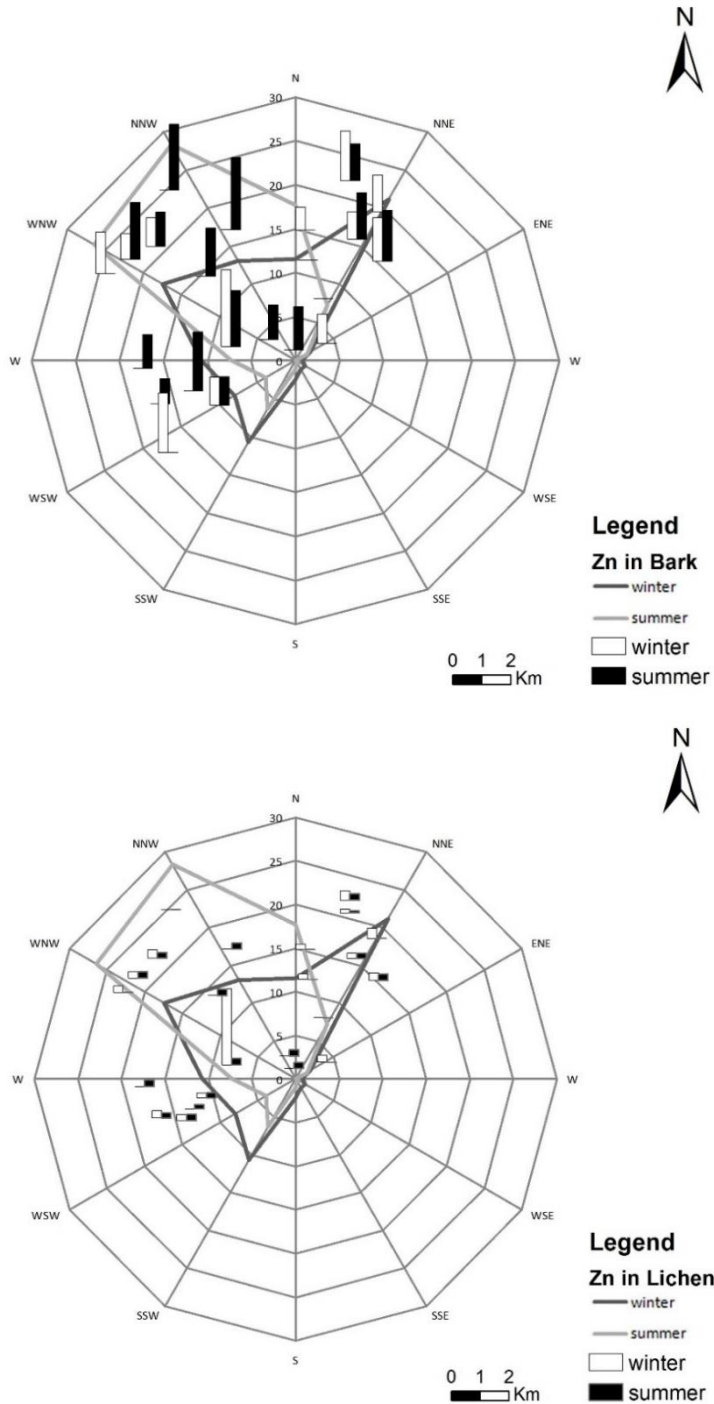 N
N
NNW
30
NNE
25
20
WNW
15
ENE
10
5
W
0
W
WSW
WSE
Legend
Zn in Bark
SSW
SSE
winter
summer
S
winter
0 1 2
Km
summer
N
N
30
NNW
NNE
25
20
WNW
15
ENE
10
5
W
0
W
WSW
WSE
Legend
Zn in Lichen
SSW
SSE
winter
summer
S
winter
0 1 2
Km
summer